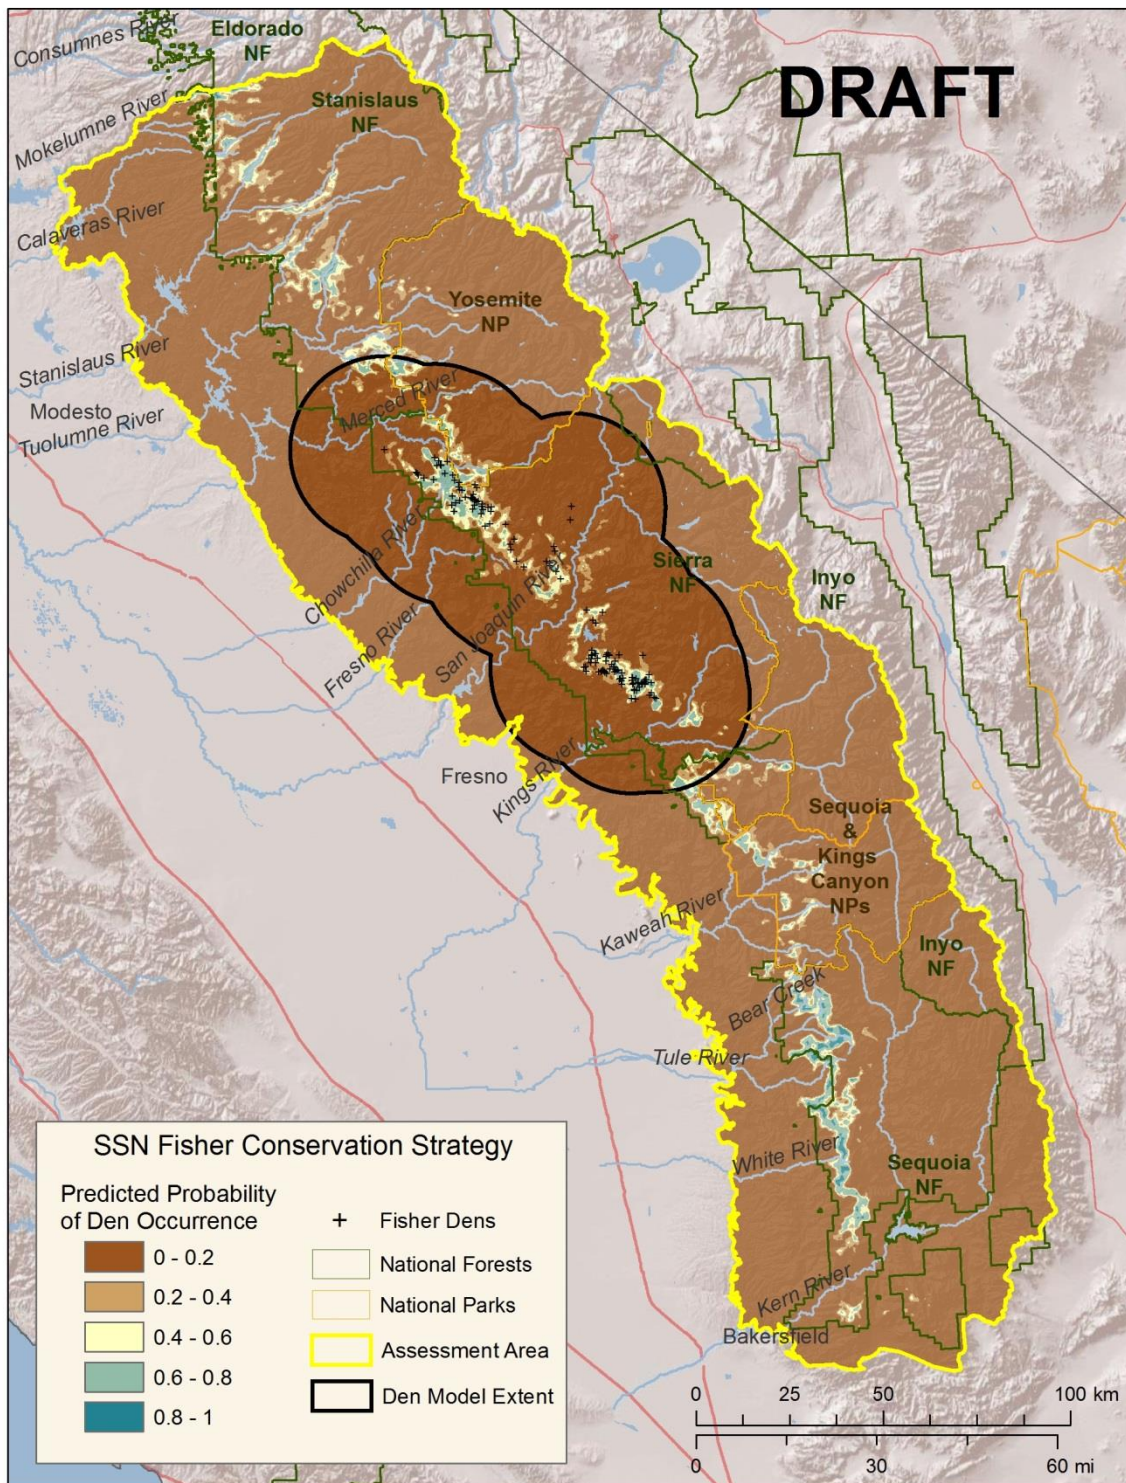 Consumnes River
Eldorado
NF
DRAFT
Stanislaus
NF
Mokelumne River
Calaveras River
Yosemite
NP
Stanislaus River
Modesto
Tuolumne River
Merced River
Chowchilla River
Sierra
NF
Inyo
NF
Fresno River
San Joaquin River
Fresno
Kings River
Sequoia
&
Kings
Canyon
NPs
Kaweah River
Inyo
NF
Bear Creek
Tule River
White River
Sequoia
NF
Kern River
Bakersfield
SSN Fisher Conservation Strategy
Predicted Probability
of Den Occurrence
0 - 0.2
0.2 - 0.4
0.4 - 0.6
0.6 - 0.8
0.8 - 1
Fisher Dens
National Forests
National Parks
Assessment Area
Den Model Extent
0 25 50 100 km
0 30 60 mi